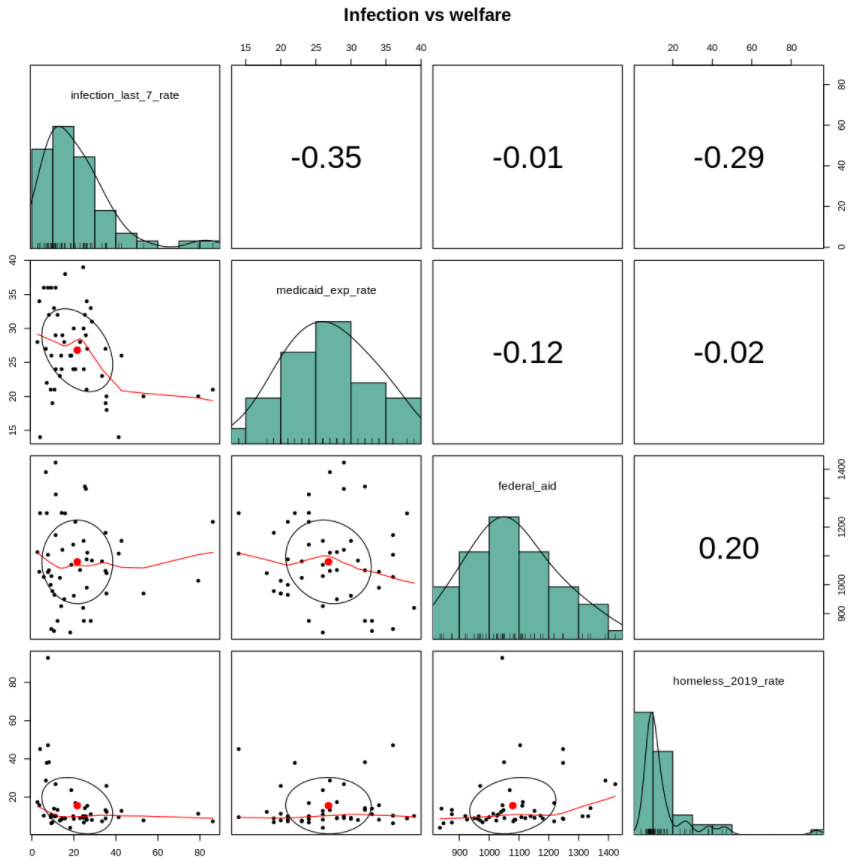 Infection vs welfare
15 20 25 30 35 40
20 40 60 80
infection_last_7_rate
-0.35
-0.01
-0.29
0 20 40 60 80
15 20 25 30 35 40
medicaid_exp_rate
-0.12
-0.02
federal_aid
0.20
900 1000 1200 1400
20 40 60 80
homeless_2019_rate
0 20 40 60 80
900 1000 1100 1200 1300 1400